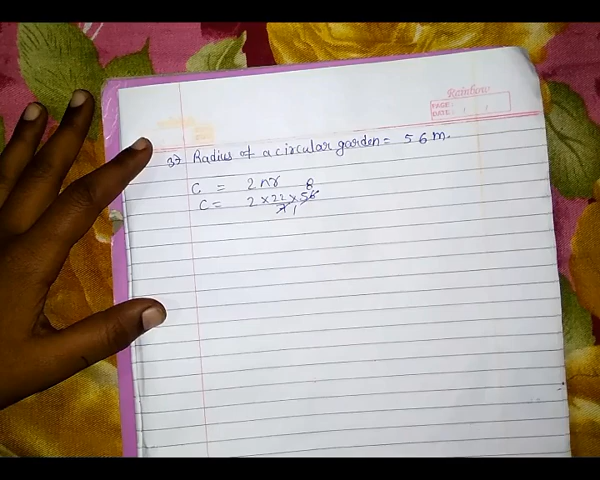 Rainbow
PAGE:
DATE: / /
37 Radius of a circular garden = 56 m.
C = 2πr
8
C = 2 × 22 × 56
7 1